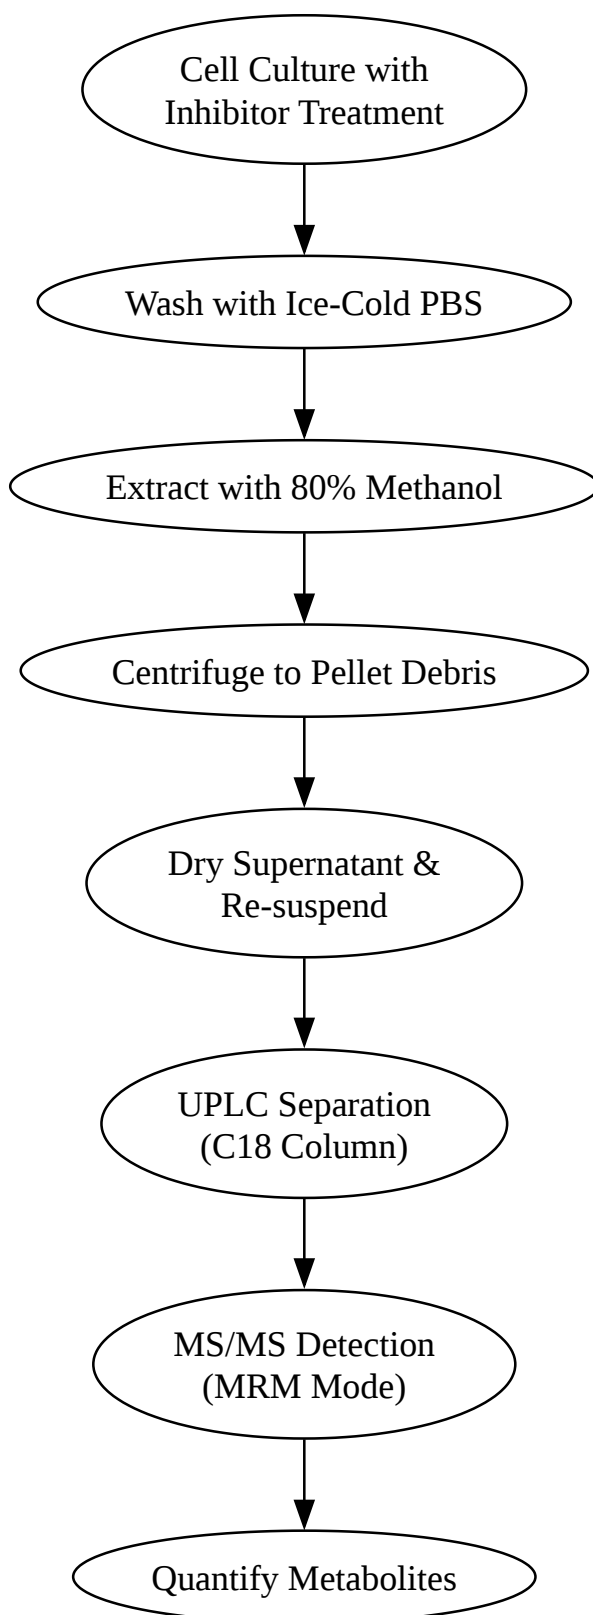 Cell Culture with
Inhibitor Treatment
Wash with Ice-Cold PBS
Extract with 80% Methanol
Centrifuge to Pellet Debris
Dry Supernatant &
Re-suspend
UPLC Separation
(C18 Column)
MS/MS Detection
(MRM Mode)
Quantify Metabolites